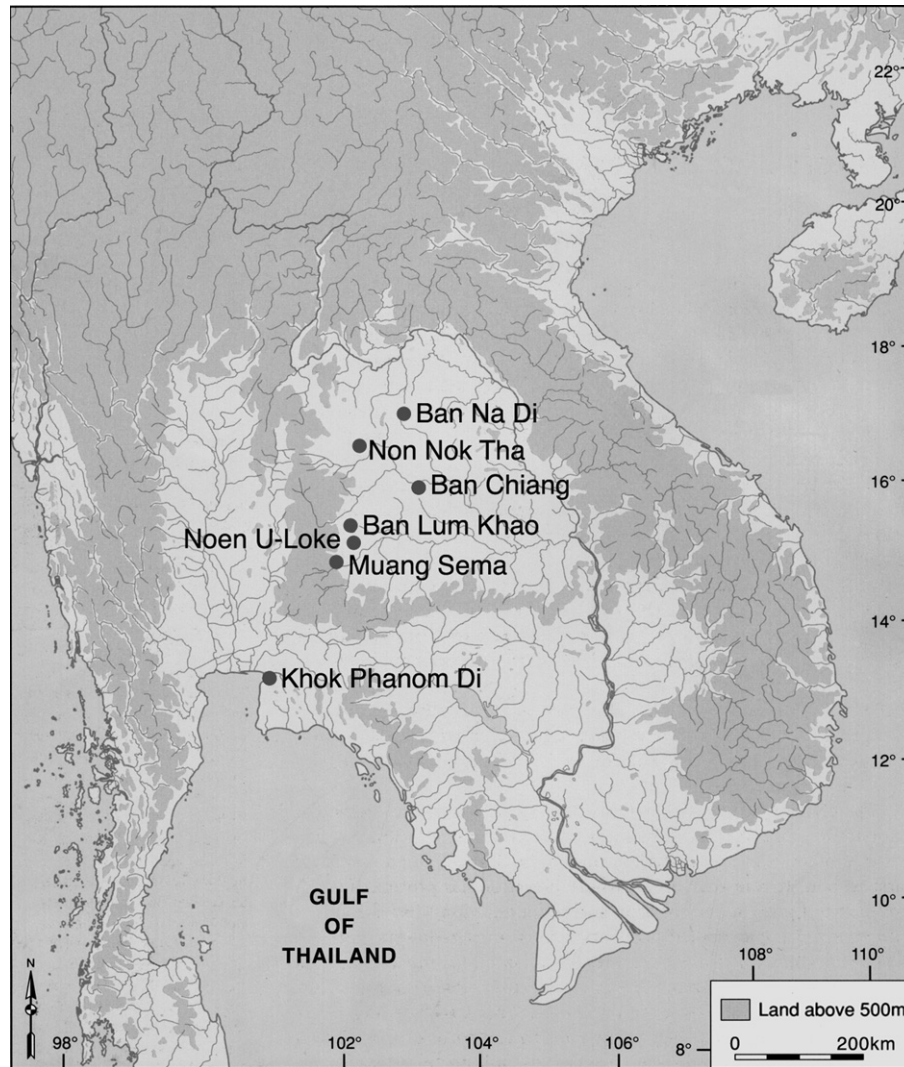 22°
20°
18°
Ban Na Di
Non Nok Tha
Ban Chiang
16°
Ban Lum Khao
Noen U-Loke
Muang Sema
14°
Khok Phanom Di
12°
GULF
OF
THAILAND
10°
108° 110°
N
Land above 500m
98° 102° 104° 106° 8°
0 200km